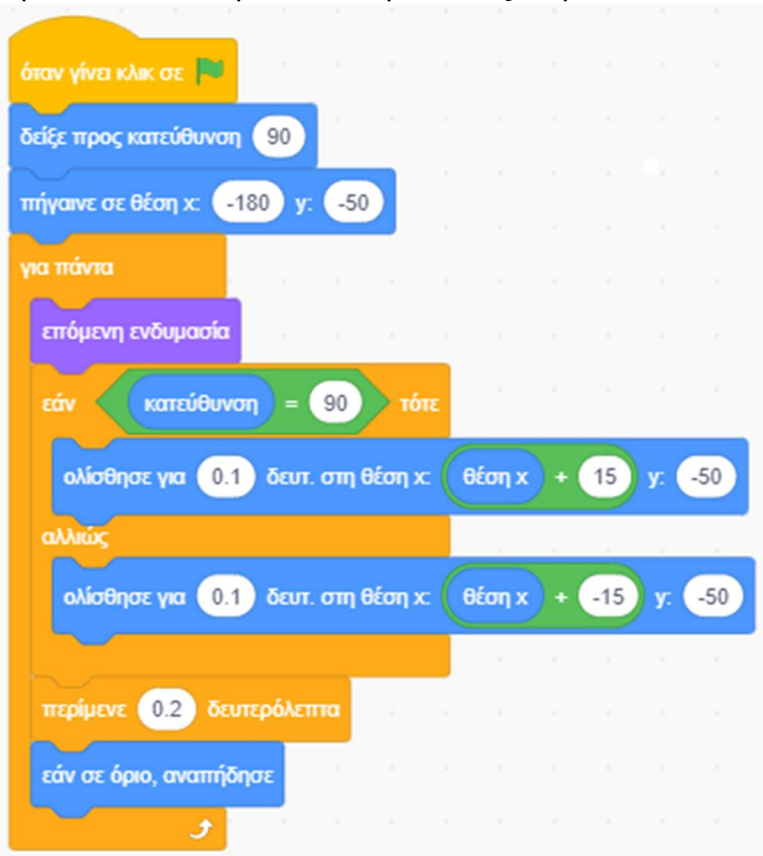 όταν γίνει κλικ σε
δείξε προς κατεύθυνση 90
πήγαινε σε θέση x: -180 y: -50
για πάντα
επόμενη ενδυμασία
εάν κατεύθυνση = 90 τότε
ολίσθησε για 0.1 δευτ. στη θέση x: θέση x + 15 y: -50
αλλιώς
ολίσθησε για 0.1 δευτ. στη θέση x: θέση x + -15 y: -50
περίμενε 0.2 δευτερόλεπτα
εάν σε όριο, αναπήδησε